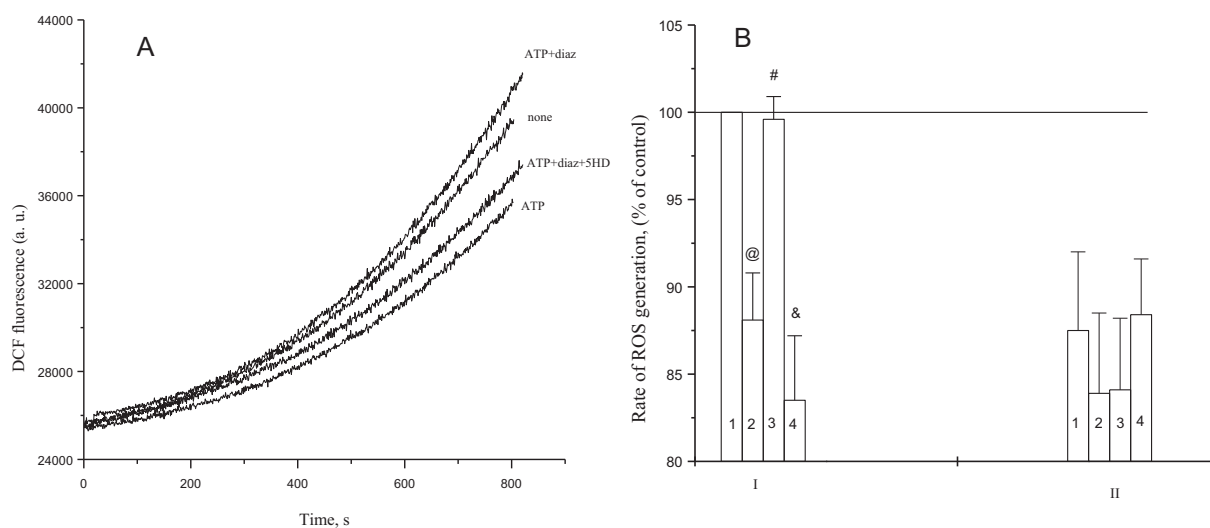 A
44000
40000
36000
32000
28000
24000
DCF fluorescence (a. u.)
ATP+diaz
none
ATP+diaz+5HD
ATP
0
200
400
600
800
Time, s
B
105
100
95
90
85
80
Rate of ROS generation, (% of control)
#
@
&
1
2
3
4
1
2
3
4
I
II